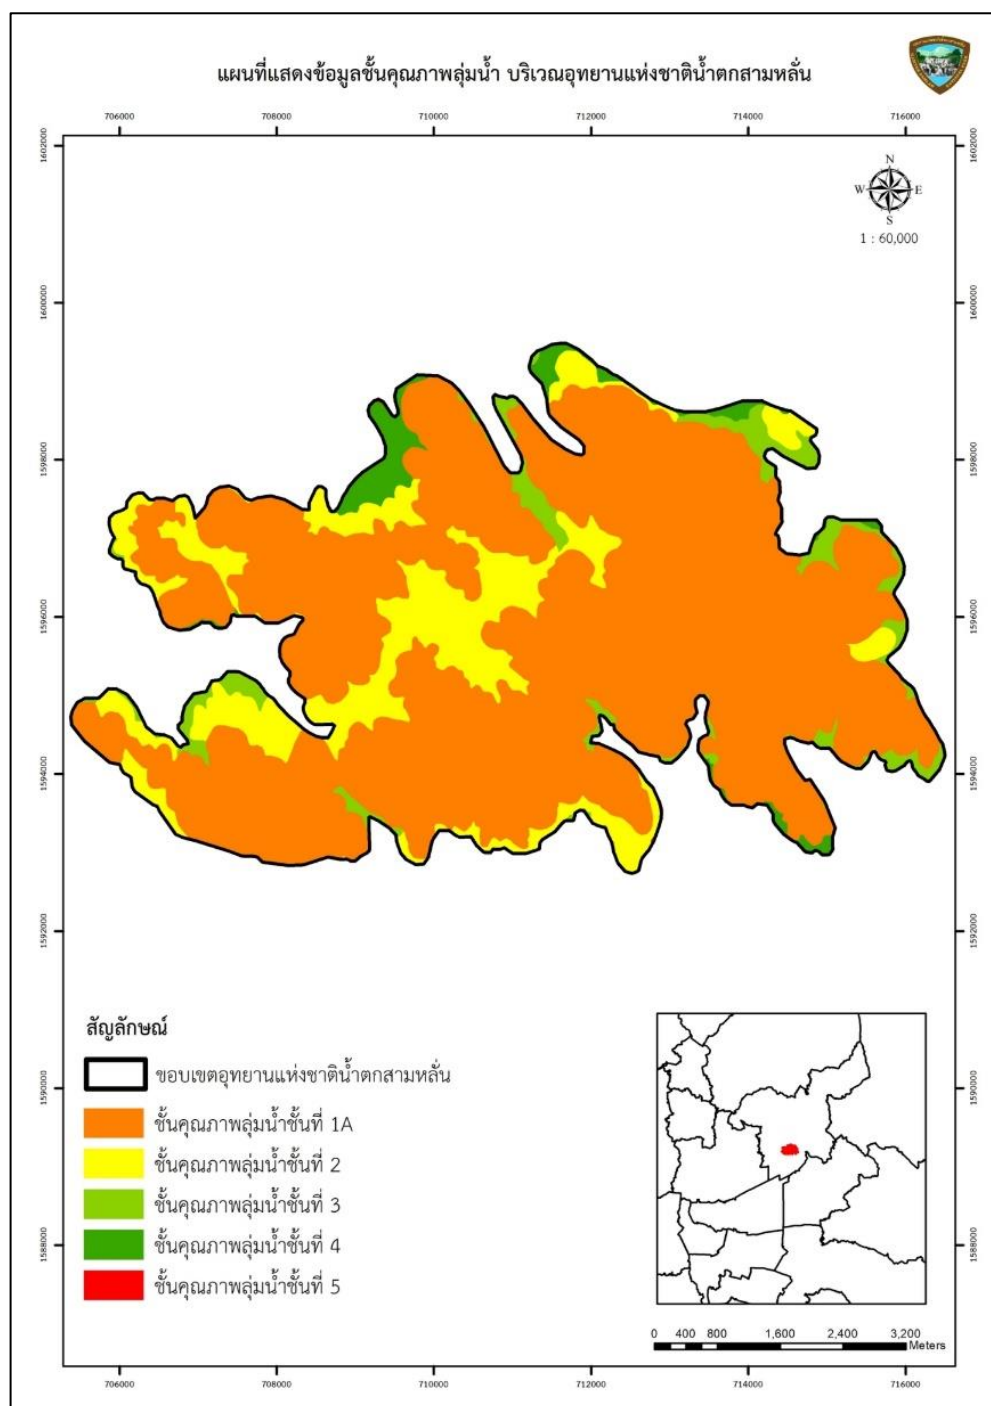 แผนที่แสดงข้อมูลชั้นคุณภาพลุ่มน้ำ บริเวณอุทยานแห่งชาติน้ำตกสามหลั่น
706000 708000 710000 712000 714000 716000
1602000 1602000
N
W E
S
1 : 60,000
1600000 1600000
1598000 1598000
1596000 1596000
1594000 1594000
1592000 1592000
สัญลักษณ์
ขอบเขตอุทยานแห่งชาติน้ำตกสามหลั่น
1590000 1590000
ชั้นคุณภาพลุ่มน้ำชั้นที่ 1A
ชั้นคุณภาพลุ่มน้ำชั้นที่ 2
ชั้นคุณภาพลุ่มน้ำชั้นที่ 3
ชั้นคุณภาพลุ่มน้ำชั้นที่ 4
1588000 1588000
ชั้นคุณภาพลุ่มน้ำชั้นที่ 5
0 400 800 1,600 2,400 3,200
Meters
706000 708000 710000 712000 714000 716000